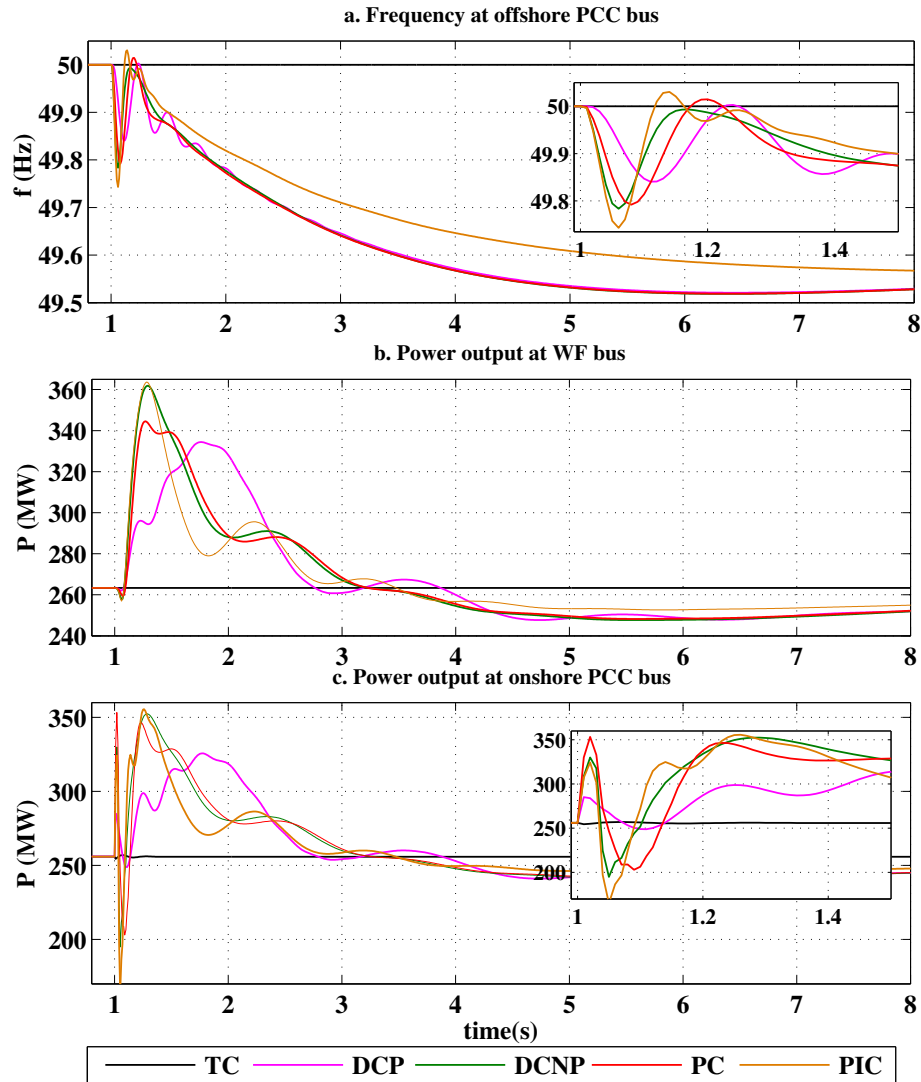 a. Frequency at offshore PCC bus
f (Hz)
50
49.9
49.8
49.7
49.6
49.5
1 2 3 4 5 6 7 8
50
49.9
49.8
1 1.2 1.4
b. Power output at WF bus
P (MW)
360
340
320
300
280
260
240
1 2 3 4 5 6 7 8
c. Power output at onshore PCC bus
P (MW)
350
300
250
200
1 2 3 4 5 6 7 8
350
300
250
200
1 1.2 1.4
time(s)
TC DCP DCNP PC PIC